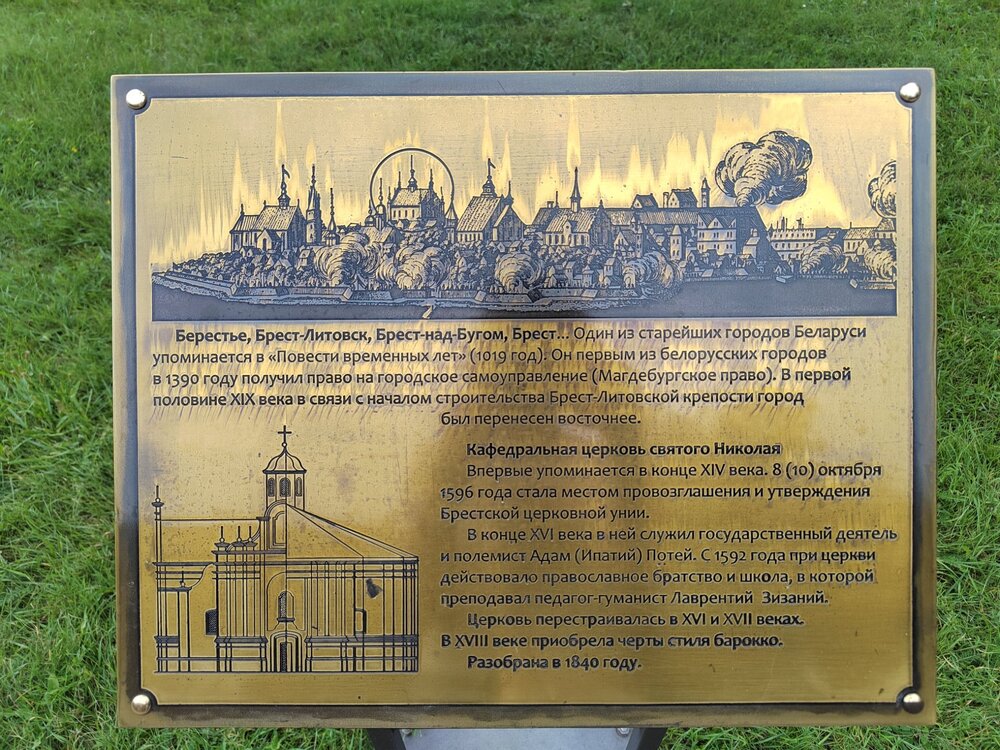 Берестье, Брест-Литовск, Брест-над-Бугом, Брест... Один из старейших городов Беларуси
упоминается в «Повести временных лет» (1019 год). Он первым из белорусских городов
в 1390 году получил право на городское самоуправление (Магдебургское право). В первой
половине XIX века в связи с началом строительства Брест-Литовской крепости город
был перенесен восточнее.
Кафедральная церковь святого Николая
Впервые упоминается в конце XIV века. 8 (10) октября
1596 года стала местом провозглашения и утверждения
Брестской церковной унии.
В конце XVI века в ней служил государственный деятель
и полемист Адам (Ипатий) Потей. С 1592 года при церкви
действовало православное братство и школа, в которой
преподавал педагог-гуманист Лаврентий Зизаний.
Церковь перестраивалась в XVI и XVII веках.
В XVIII веке приобрела черты стиля барокко.
Разобрана в 1840 году.